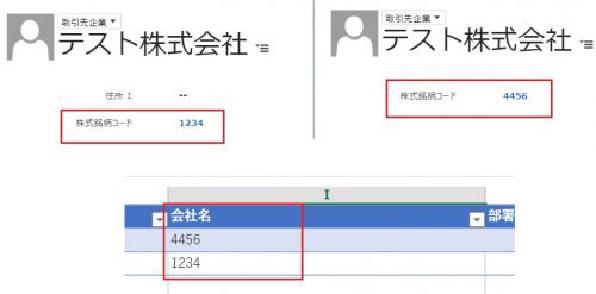 取引先企業
テスト株式会社
住所 1 --
株式銘柄コード 1234
取引先企業
テスト株式会社
株式銘柄コード 4456
I
会社名 部署
4456
1234